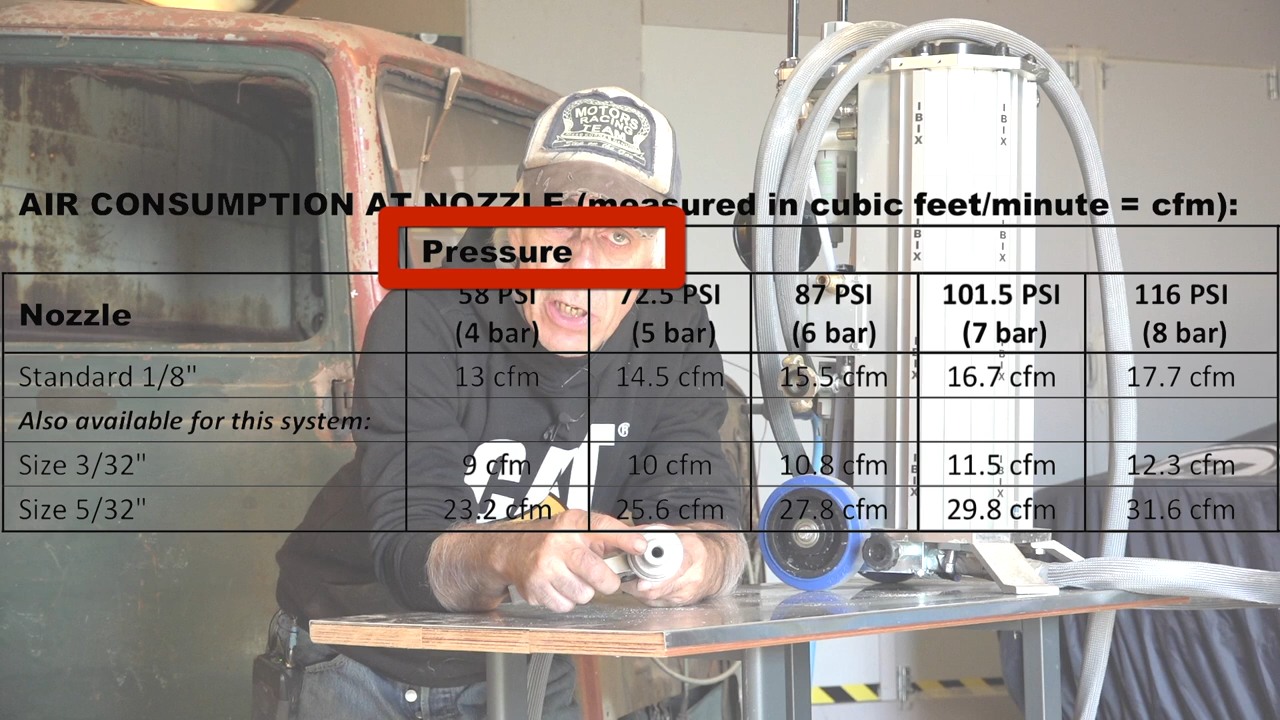 MOTORS
RACING
TEAM
IBIX
IBIX
AIR CONSUMPTION AT NOZZLE (measured in cubic feet/minute = cfm):
Pressure
Nozzle
58 PSI (4 bar)
72.5 PSI (5 bar)
87 PSI (6 bar)
101.5 PSI (7 bar)
116 PSI (8 bar)
Standard 1/8" 13 cfm 14.5 cfm 15.5 cfm 16.7 cfm 17.7 cfm
Also available for this system:
Size 3/32" 9 cfm 10 cfm 10.8 cfm 11.5 cfm 12.3 cfm
Size 5/32" 23.2 cfm 25.6 cfm 27.8 cfm 29.8 cfm 31.6 cfm
CAT®